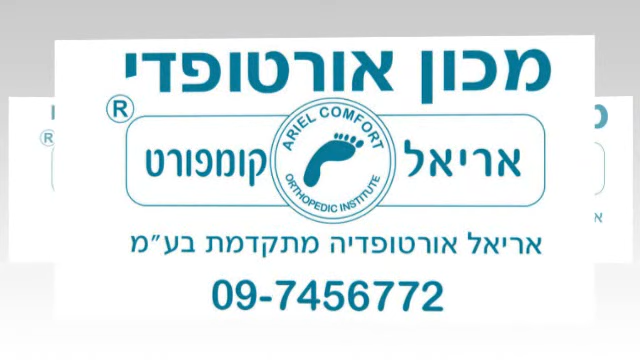 מכון אורטופדי
®
אריאל קומפורט
ARIEL COMFORT
ORTHOPEDIC INSTITUTE
אריאל אורטופדיה מתקדמת בע״מ
09-7456772